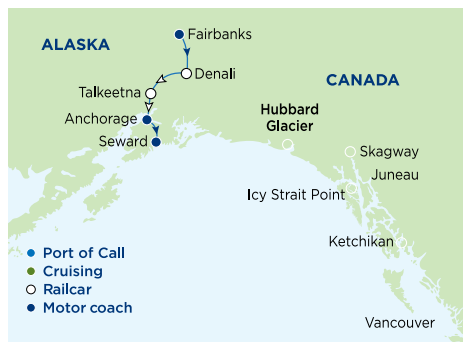 Fairbanks
ALASKA
Denali
CANADA
Talkeetna
Hubbard
Glacier
Anchorage
Seward
Skagway
Juneau
Icy Strait Point
Ketchikan
Port of Call
Cruising
Railcar
Motor coach
Vancouver